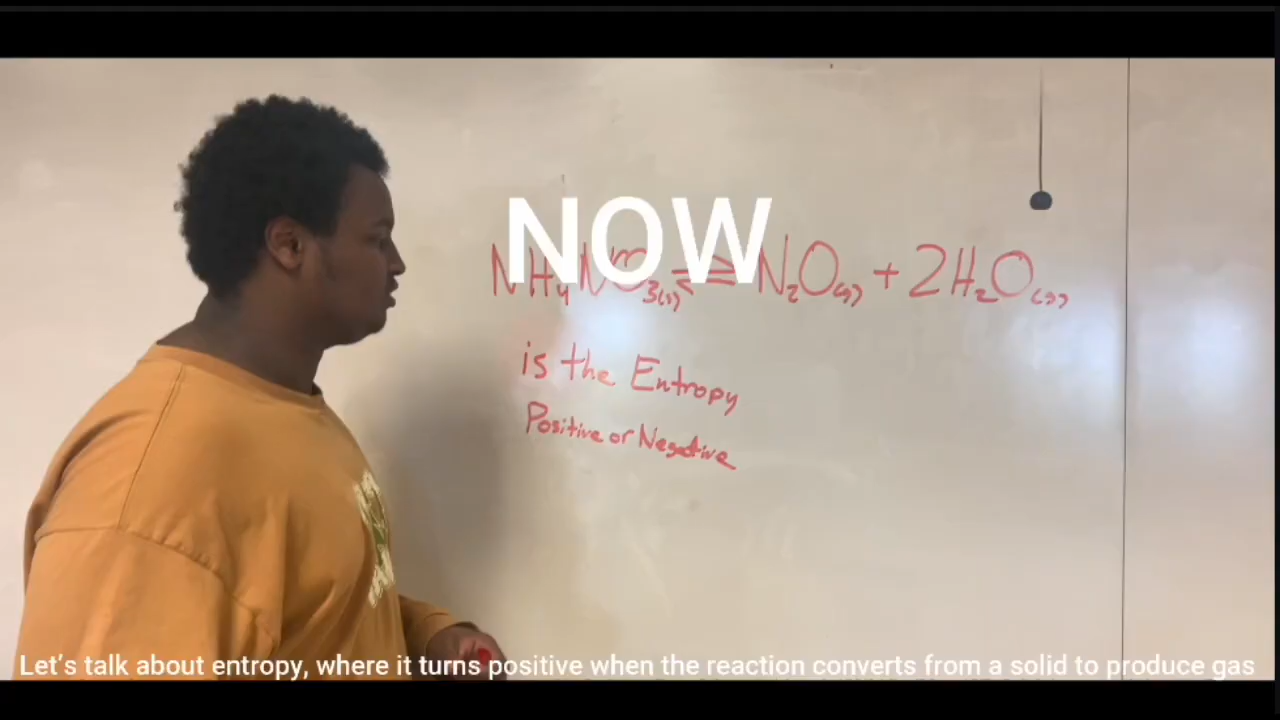 NOW
NH₄NO₃(s) ⇌ N₂O(g) + 2H₂O(g)
is the Entropy
Positive or Negative
Let's talk about entropy, where it turns positive when the reaction converts from a solid to produce gas